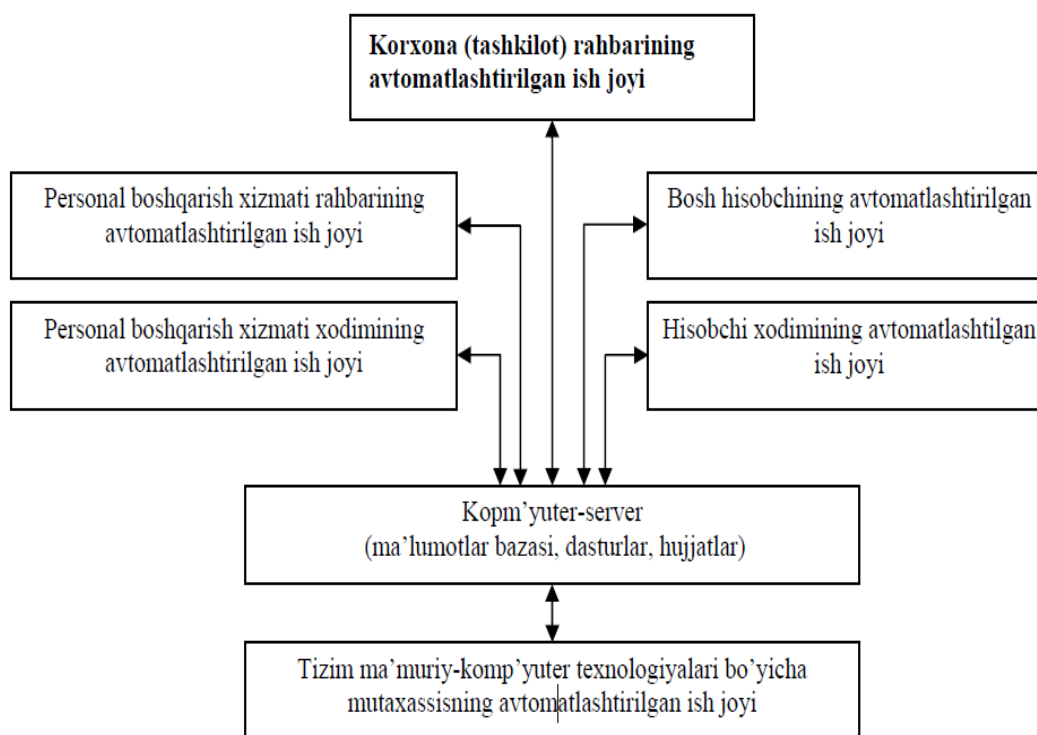 Korxona (tashkilot) rahbarining
avtomatlashtirilgan ish joyi
Personal boshqarish xizmati rahbarining
avtomatlashtirilgan ish joyi
Bosh hisobchining avtomatlashtirilgan
ish joyi
Personal boshqarish xizmati xodimining
avtomatlashtirilgan ish joyi
Hisobchi xodimining avtomatlashtilgan
ish joyi
Kopm’yuter-server
(ma’lumotlar bazasi, dasturlar, hujjatlar)
Tizim ma’muriy-komp’yuter texnologiyalari bo’yicha
mutaxassisning avtomatlashtirilgan ish joyi